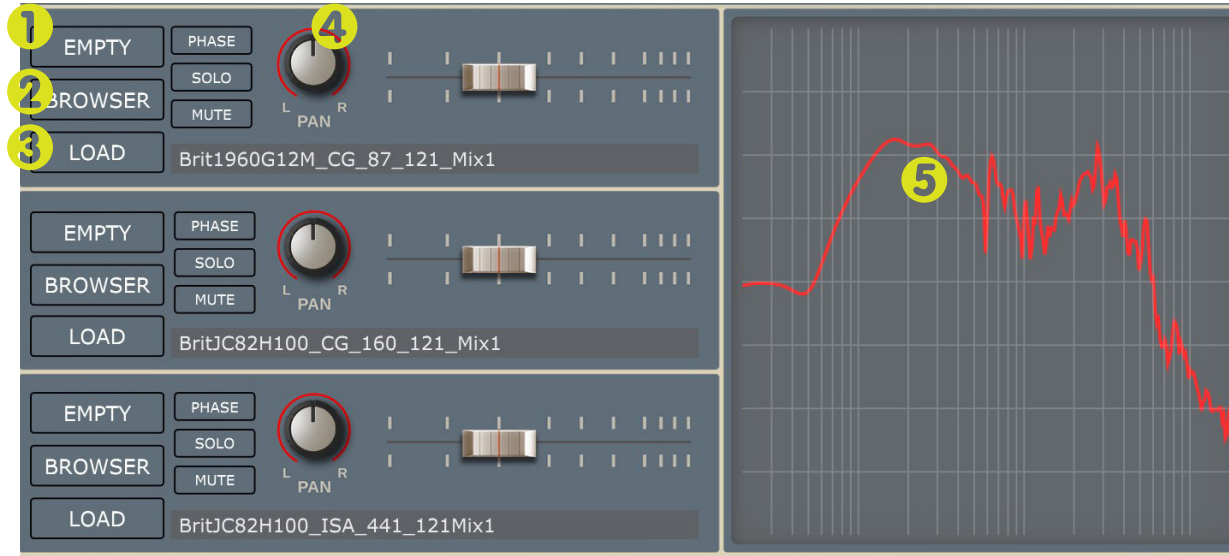 1
EMPTY
PHASE
4
SOLO
2
BROWSER
MUTE
L R
PAN
3
LOAD
Brit1960G12M_CG_87_121_Mix1
5
EMPTY
PHASE
SOLO
BROWSER
MUTE
L R
PAN
LOAD
BritJC82H100_CG_160_121_Mix1
EMPTY
PHASE
SOLO
BROWSER
MUTE
L R
PAN
LOAD
BritJC82H100_ISA_441_121Mix1